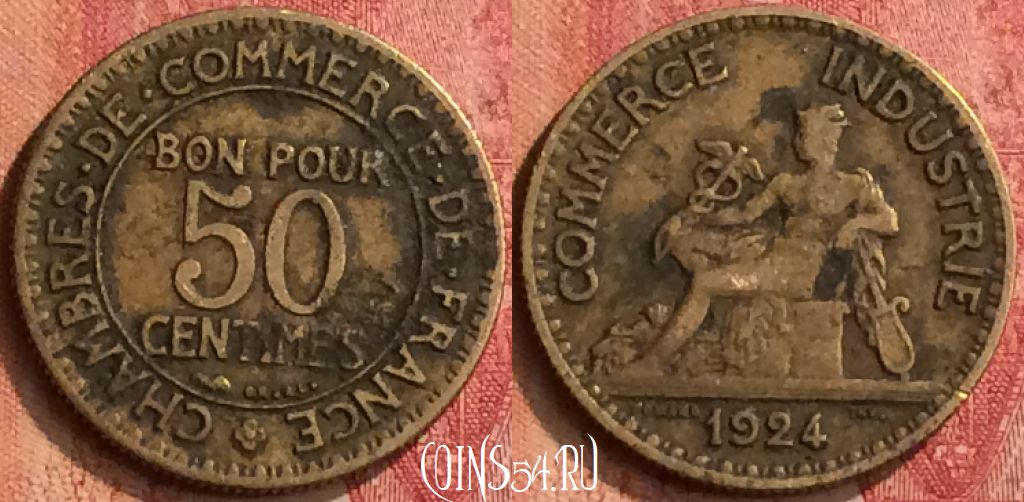 CHAMBRES · DE · COMMERCE · DE · FRANCE
BON POUR
50
CENTIMES
COMMERCE INDUSTRIE
1924
COINS54.RU